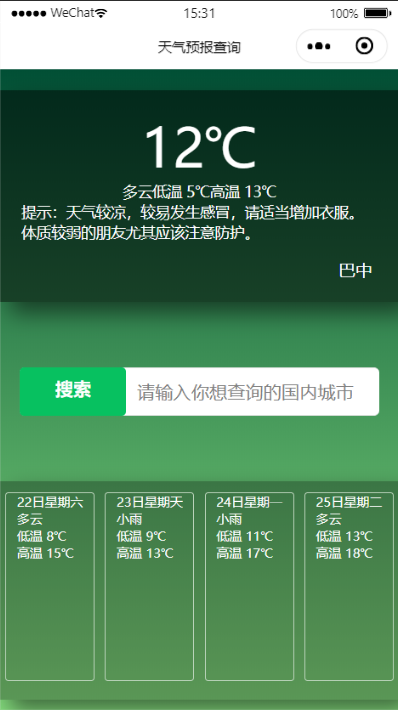 WeChat
15:31
100%
天气预报查询
12℃
多云低温 5℃高温 13℃
提示：天气较凉，较易发生感冒，请适当增加衣服。
体质较弱的朋友尤其应该注意防护。
巴中
搜索
请输入你想查询的国内城市
22日星期六
多云
低温 8℃
高温 15℃
23日星期天
小雨
低温 9℃
高温 13℃
24日星期一
小雨
低温 11℃
高温 17℃
25日星期二
多云
低温 13℃
高温 18℃